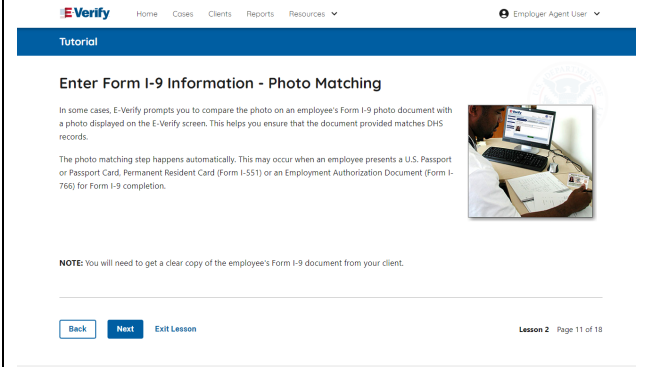 E-Verify Home Cases Clients Reports Resources Employer Agent User
Tutorial
Enter Form I-9 Information - Photo Matching
In some cases, E-Verify prompts you to compare the photo on an employee's Form I-9 photo document with
a photo displayed on the E-Verify screen. This helps you ensure that the document provided matches DHS
records.
The photo matching step happens automatically. This may occur when an employee presents a U.S. Passport
or Passport Card, Permanent Resident Card (Form I-551) or an Employment Authorization Document (Form I-
766) for Form I-9 completion.
NOTE: You will need to get a clear copy of the employee's Form I-9 document from your client.
Back Next Exit Lesson Lesson 2 Page 11 of 18